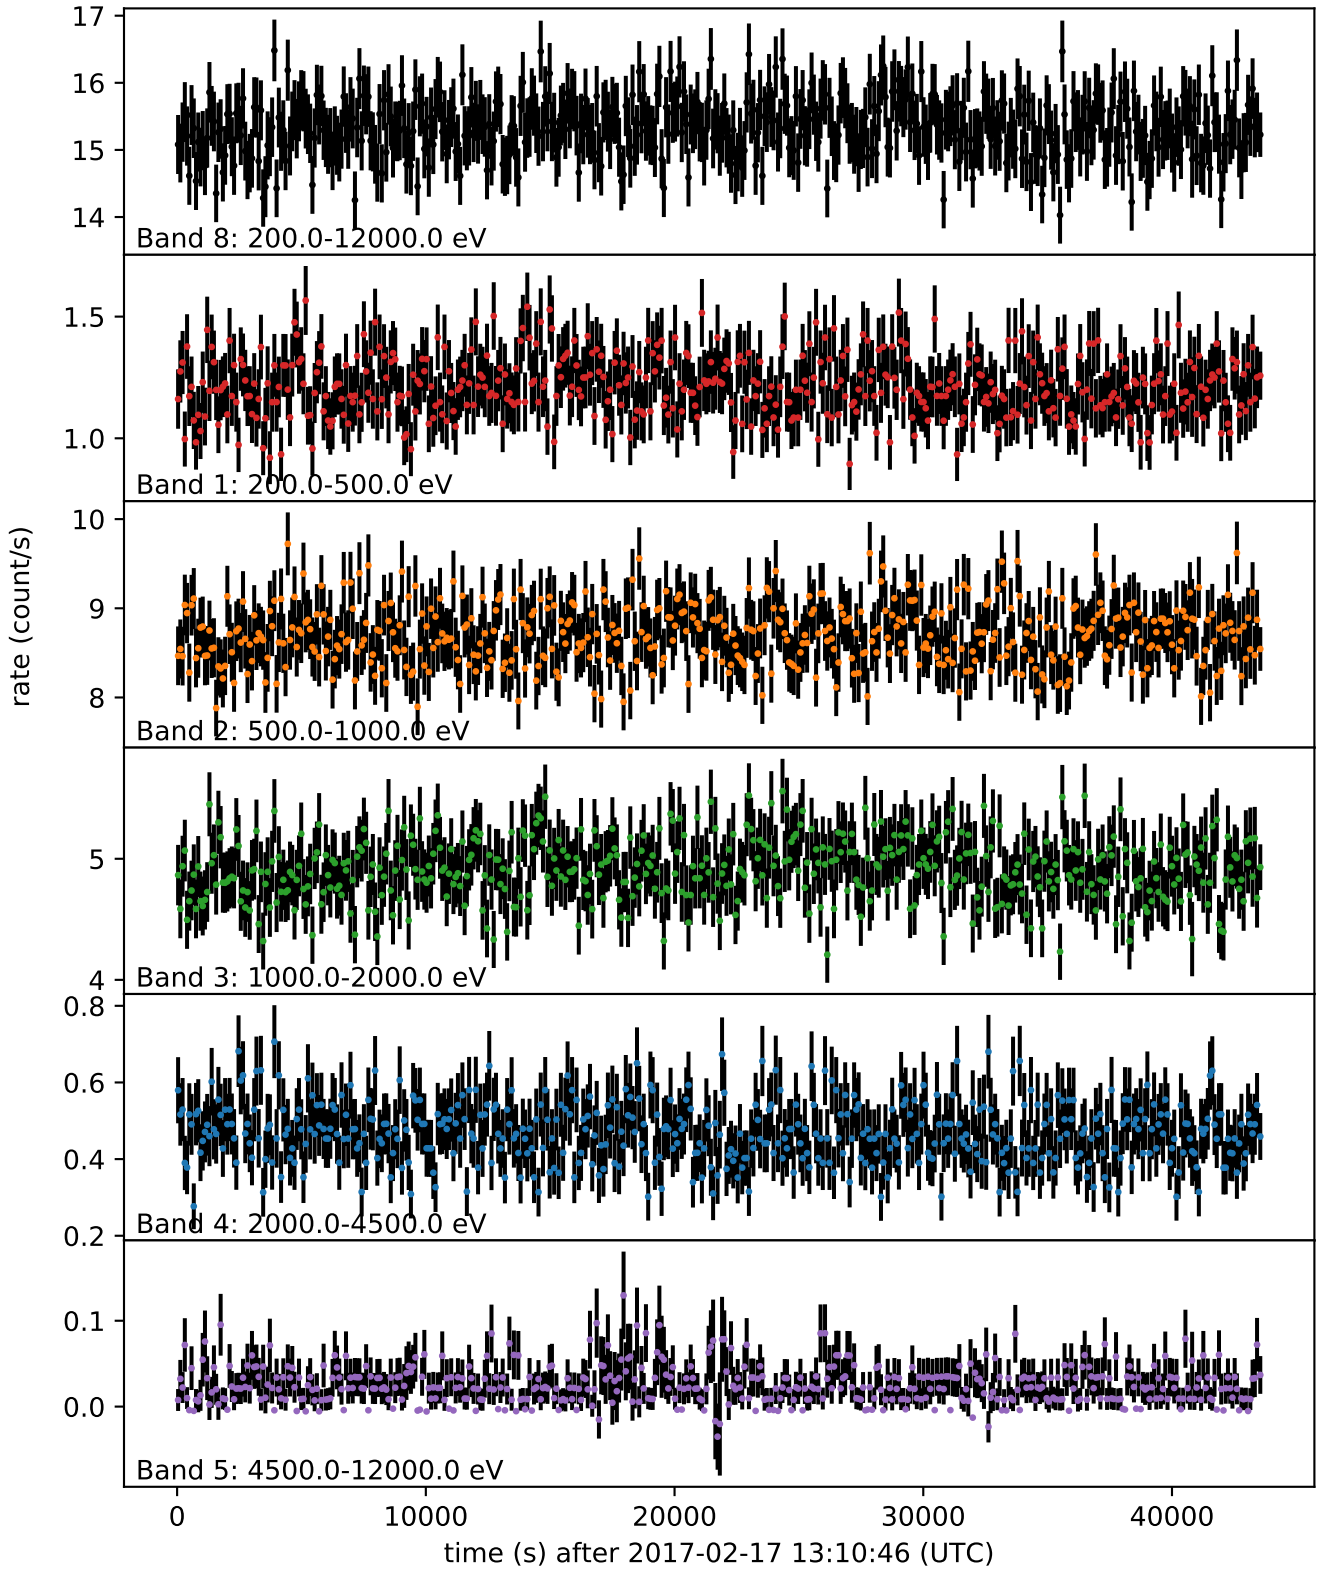 17
16
15
14
Band 8: 200.0-12000.0 eV
1.5
1.0
Band 1: 200.0-500.0 eV
rate (count/s)
10
9
8
Band 2: 500.0-1000.0 eV
5
4
Band 3: 1000.0-2000.0 eV
0.8
0.6
0.4
0.2
Band 4: 2000.0-4500.0 eV
0.1
0.0
Band 5: 4500.0-12000.0 eV
0 10000 20000 30000 40000
time (s) after 2017-02-17 13:10:46 (UTC)